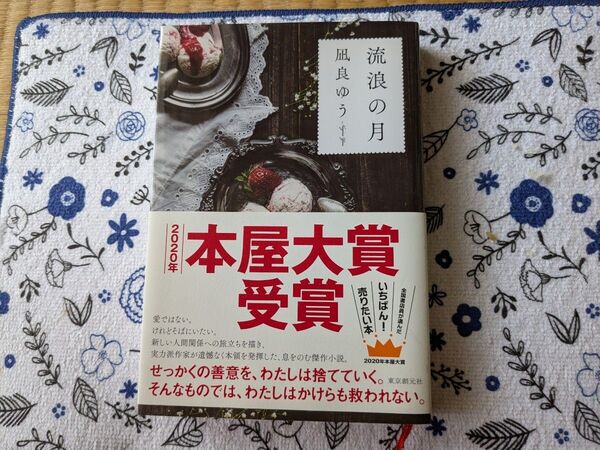 流浪の月
凪良ゆう
2020年
本屋大賞
受賞
全国書店員が選んだ
いちばん！
売りたい本
2020年本屋大賞
愛ではない。
けれどそばにいたい。
新しい人間関係への旅立ちを描き、
実力派作家が遺憾なく本領を発揮した、息をのむ傑作小説。
せっかくの善意を、わたしは捨てていく。
東京創元社
そんなものでは、わたしはかけらも救われない。